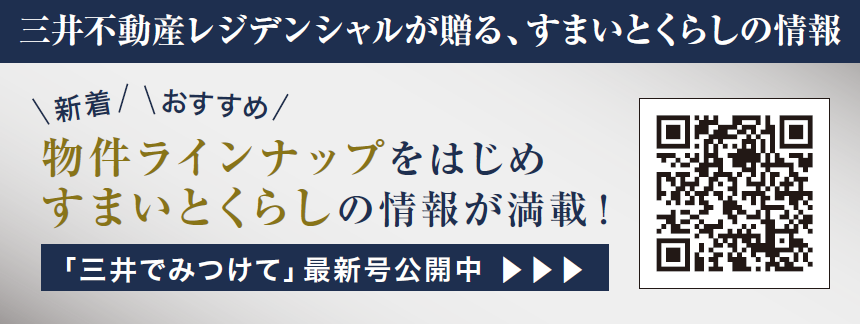 三井不動産レジデンシャルが贈る、すまいとくらしの情報
新着 おすすめ
物件ラインナップをはじめ
すまいとくらしの情報が満載！
「三井でみつけて」最新号公開中 ▶▶▶